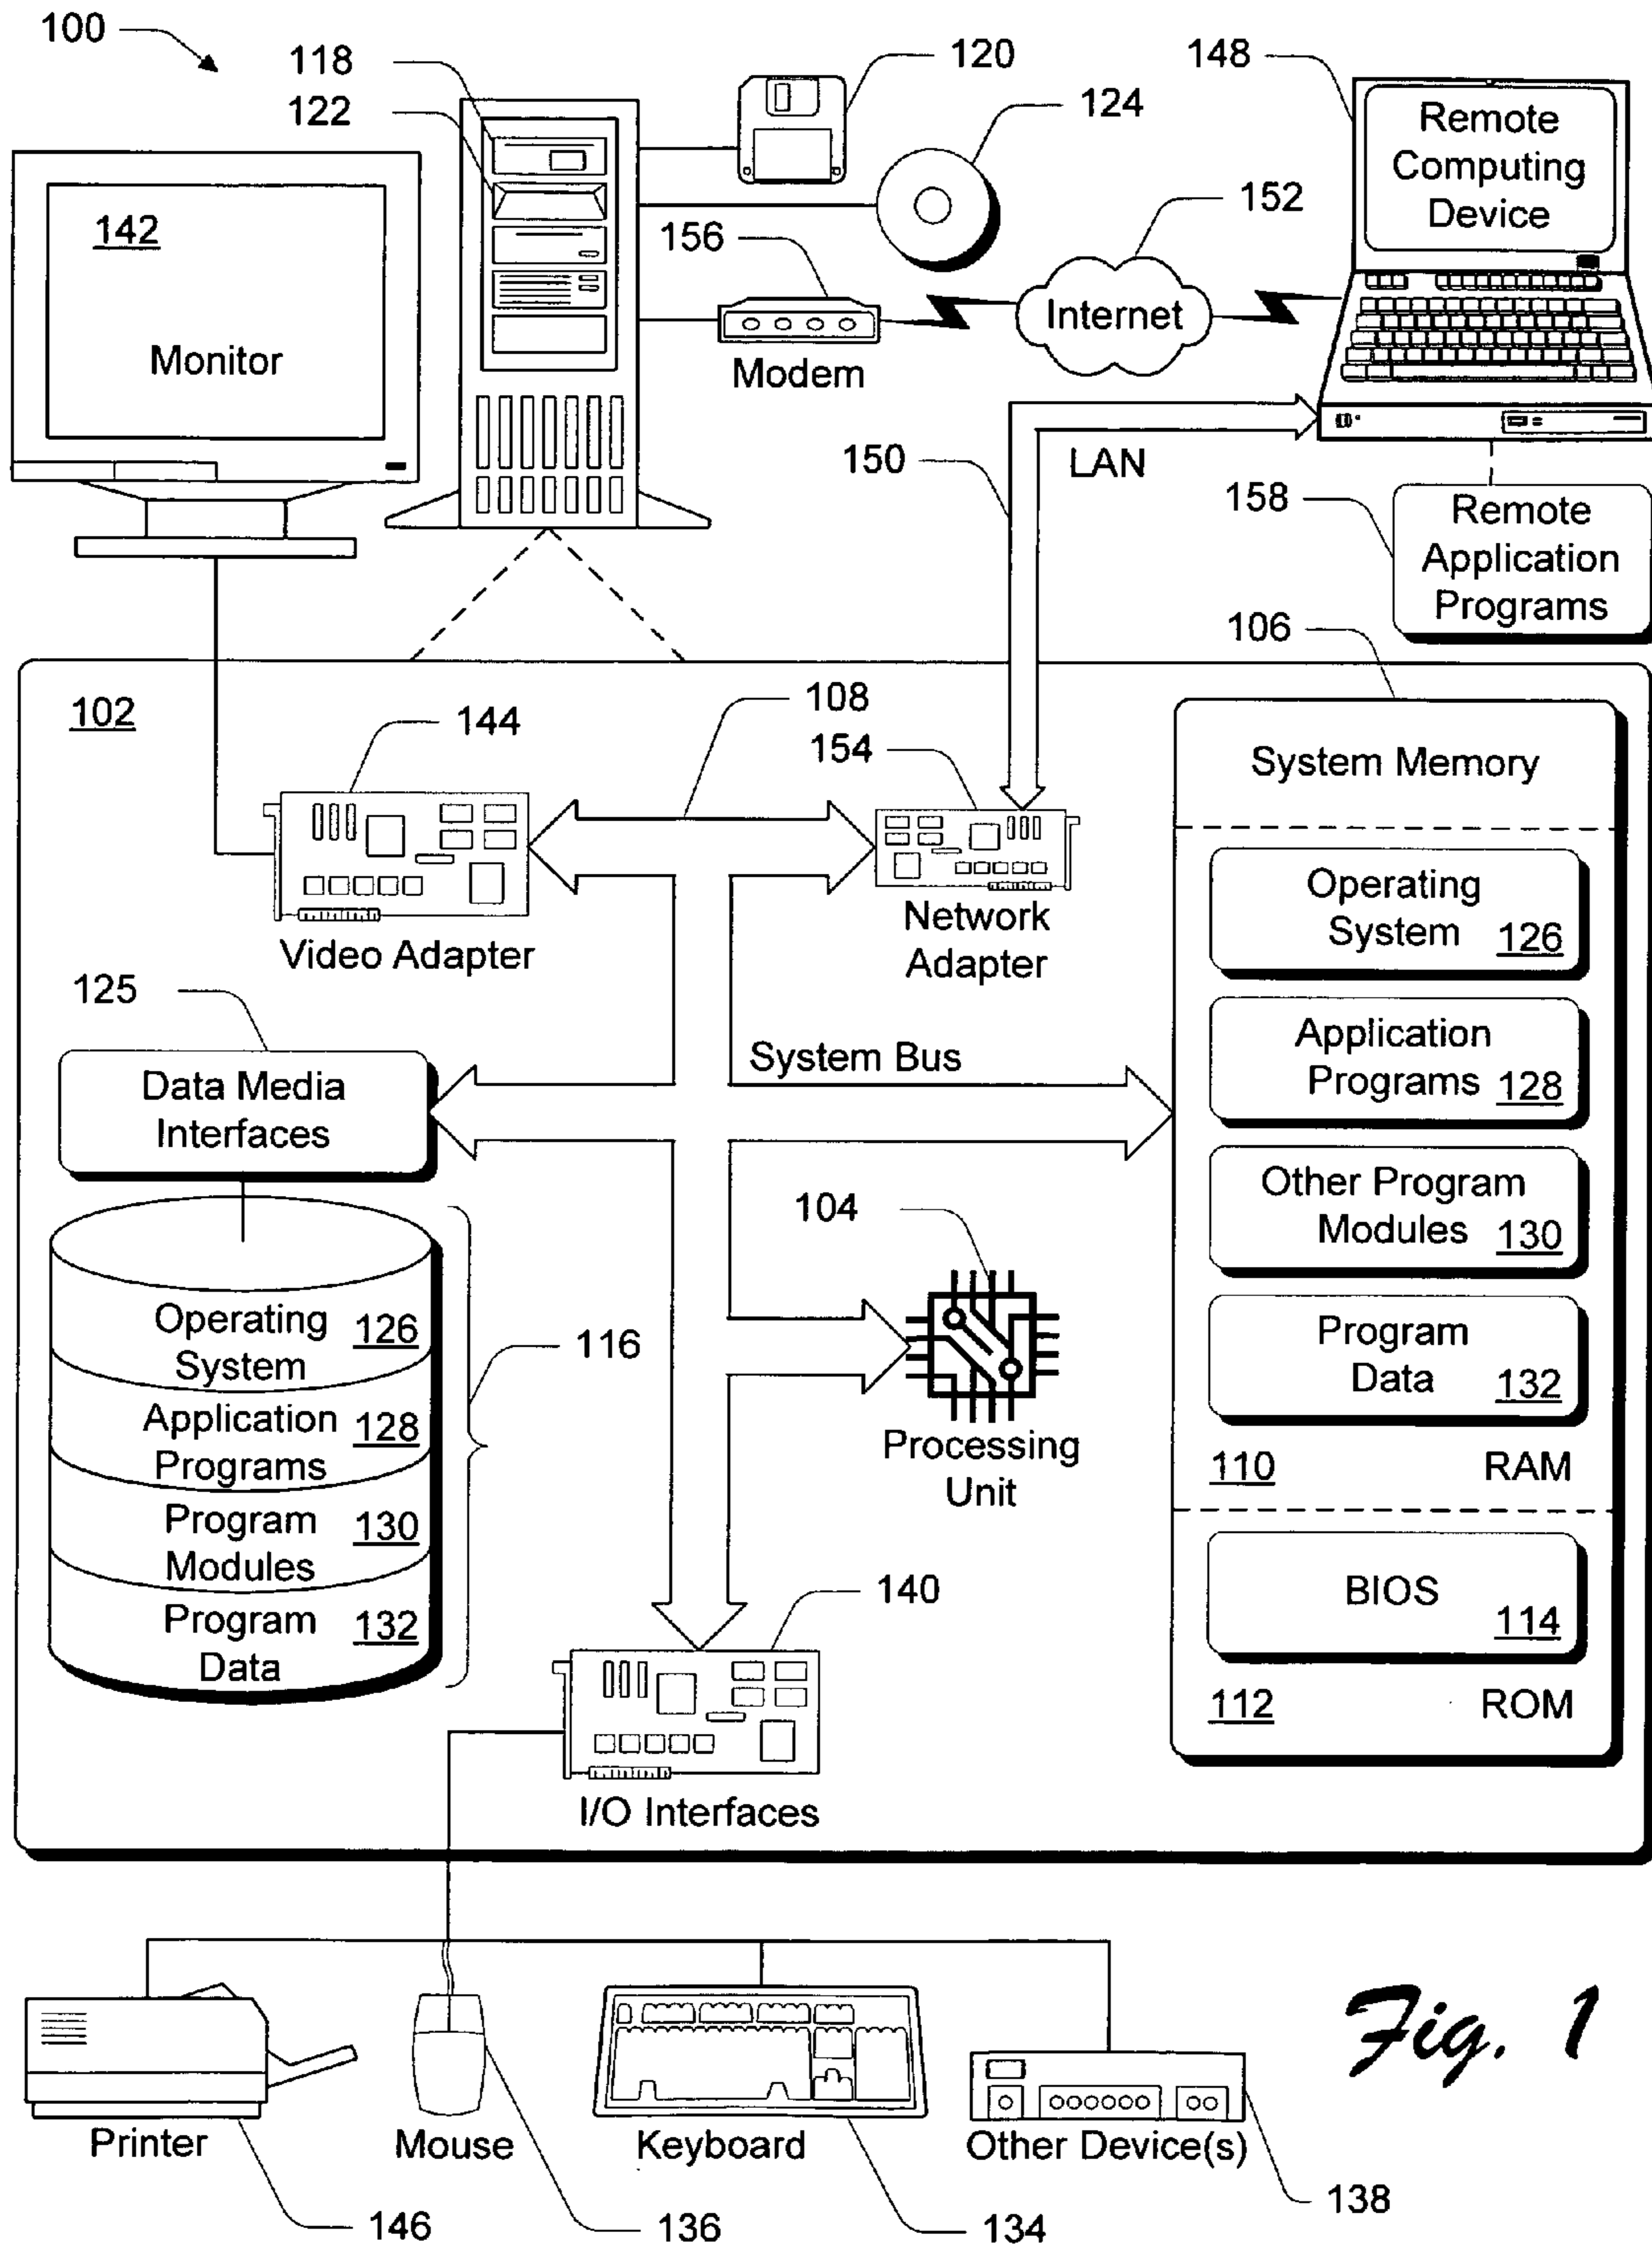 100
118
122
120
124
148
Remote
Computing
Device
142
Monitor
156
Modem
152
Internet
150
LAN
158
Remote
Application
Programs
106
102
144
108
154
Video Adapter
Network
Adapter
System Memory
Operating
System 126
Application
Programs 128
Other Program
Modules 130
Program
Data 132
110 RAM
BIOS
114
112 ROM
125
Data Media
Interfaces
System Bus
104
Processing
Unit
Operating
System 126
Application
Programs 128
Program
Modules 130
Program
Data 132
116
140
I/O Interfaces
Printer
Mouse
Keyboard
Other Device(s)
146
136
134
138
Fig. 1